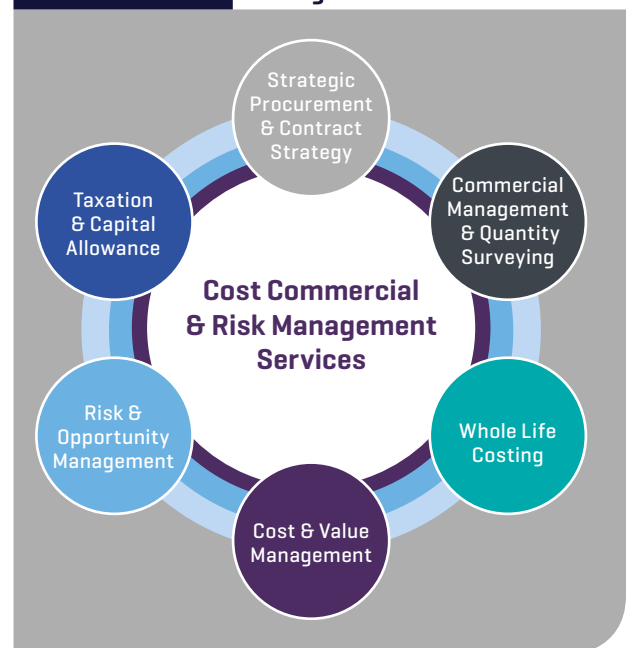 Strategic
Procurement
& Contract
Strategy
Commercial
Management
& Quantity
Surveying
Whole Life
Costing
Cost & Value
Management
Risk &
Opportunity
Management
Taxation
& Capital
Allowance
Cost Commercial
& Risk Management
Services